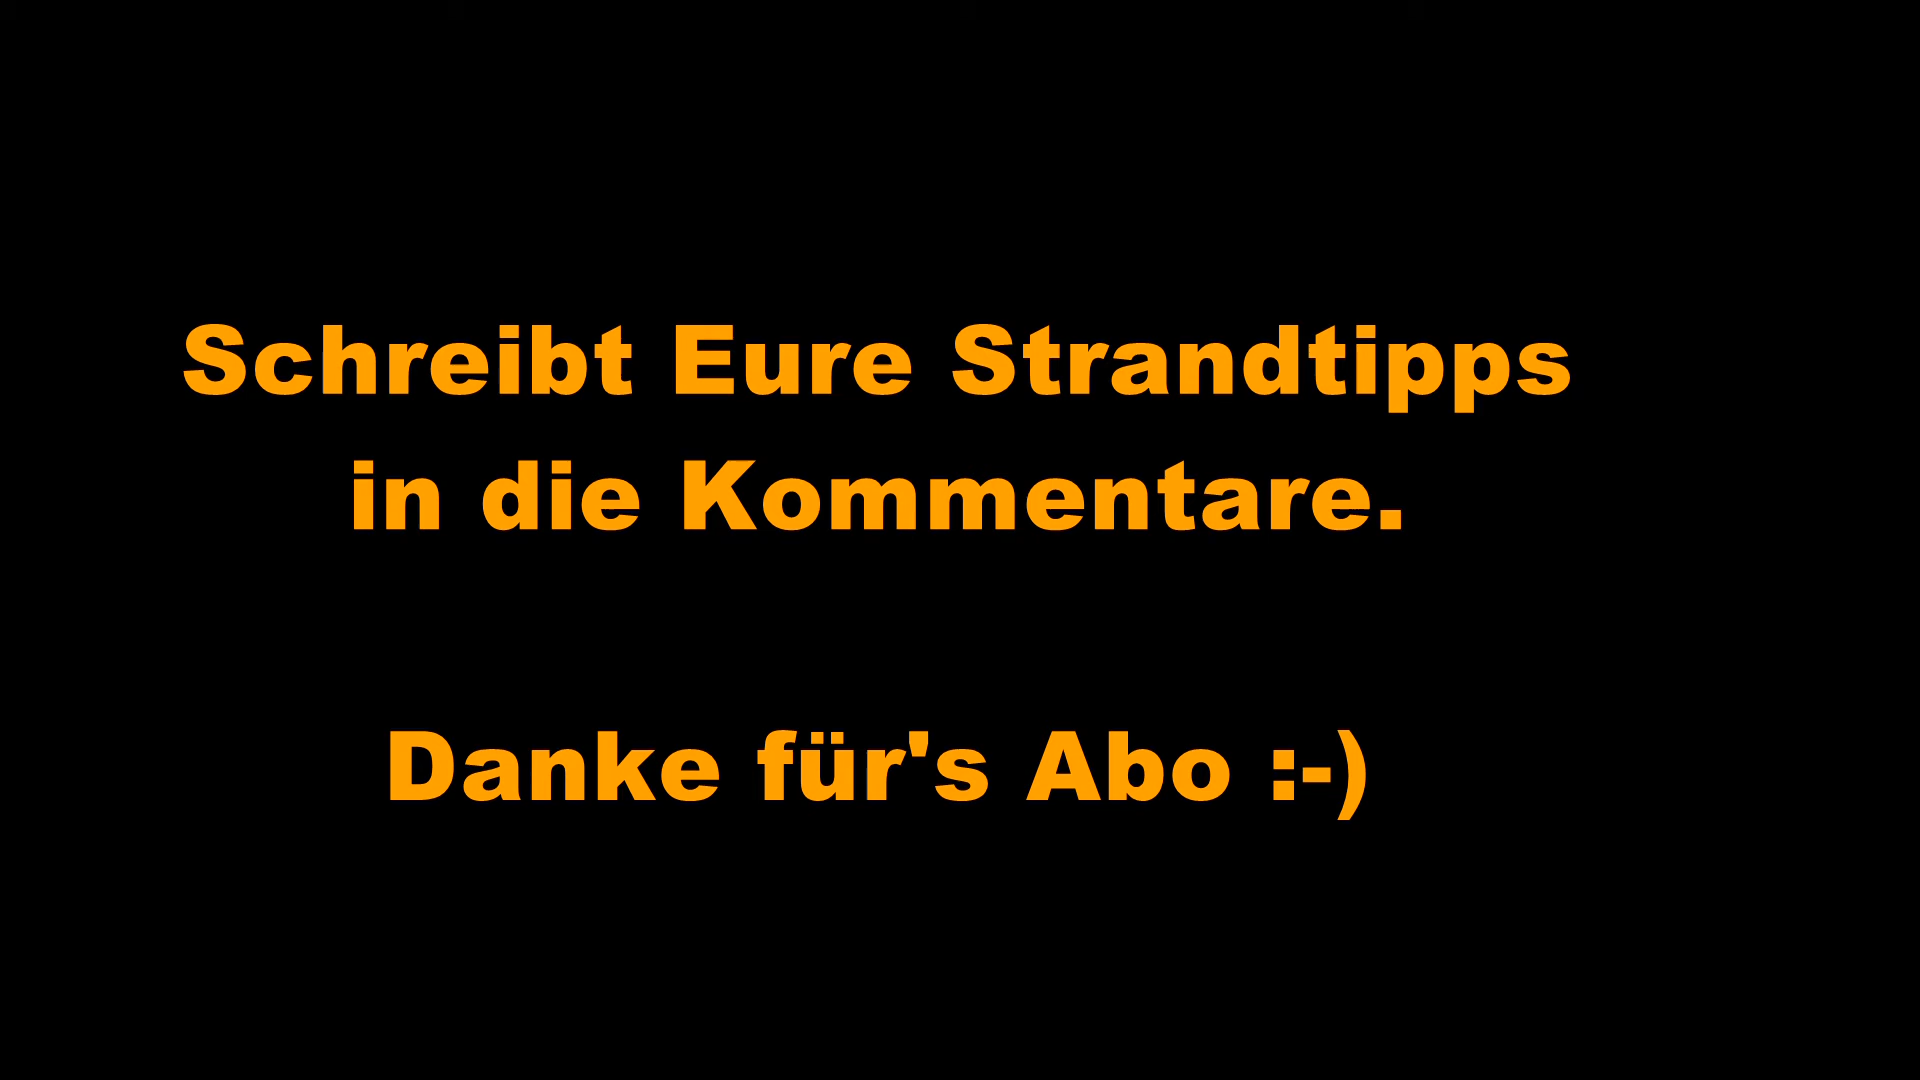 Schreibt Eure Strandtipps
in die Kommentare.
Danke für's Abo :-)